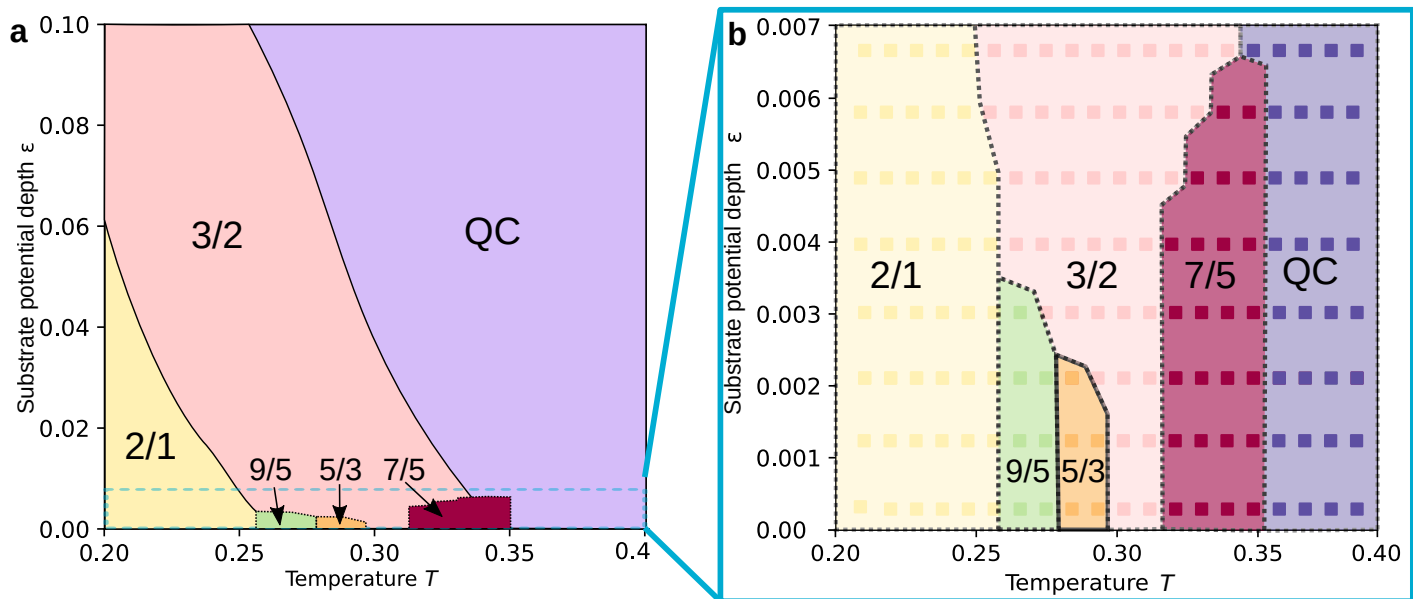 a
0.10
0.10
0.06
0.04
0.02
0.00
Substrate potential depth ε
3/2
QC
2/1
9/5
5/3
7/5
0.20 0.25 0.30 0.35 0.4
Temperature T
b
0.007
0.006
0.005
0.004
0.003
0.002
0.001
0.00
Substrate potential depth ε
2/1
3/2
7/5
QC
9/5
5/3
0.20 0.25 0.30 0.35 0.40
Temperature T